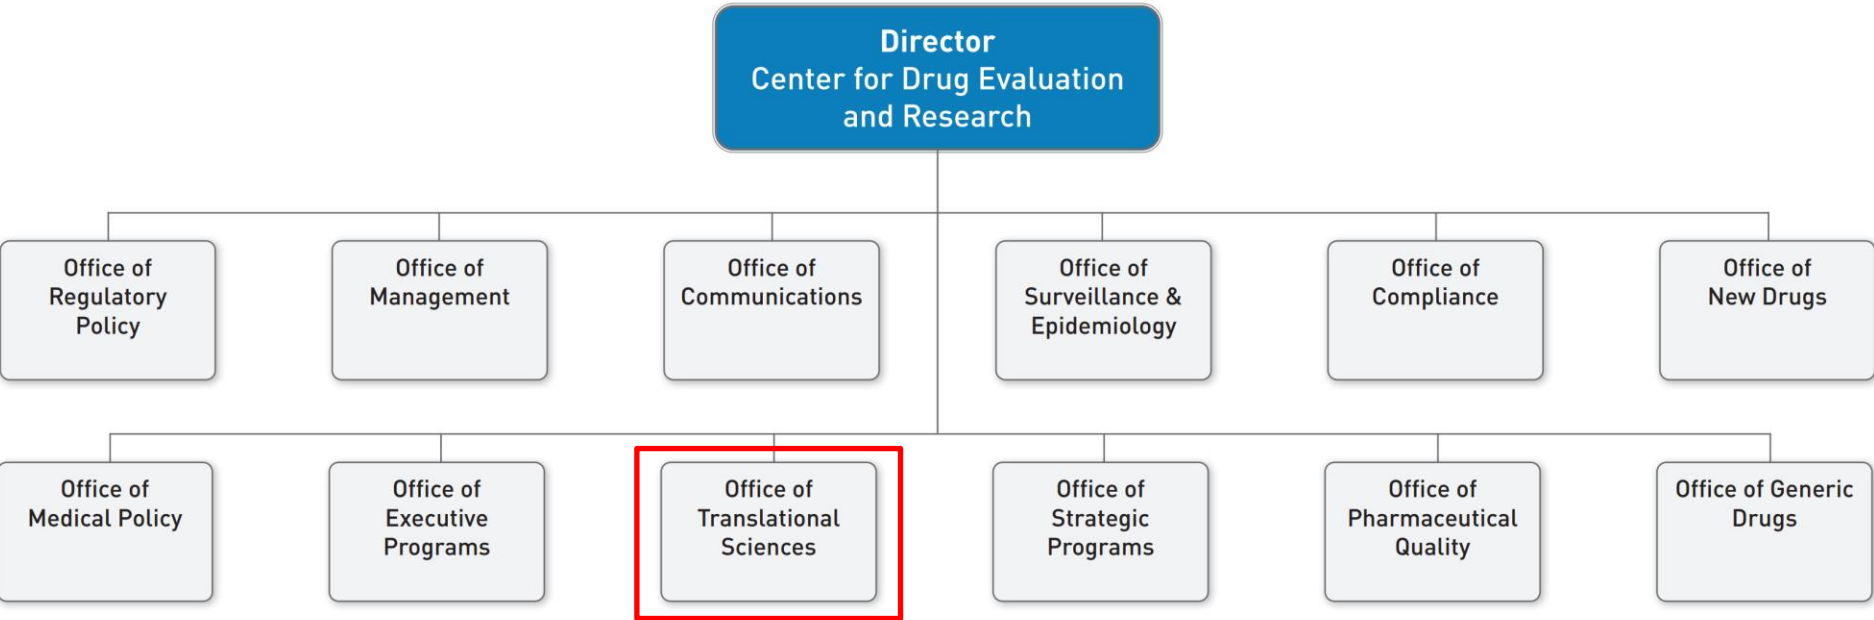 Director
Center for Drug Evaluation
and Research
Office of
Regulatory
Policy
Office of
Management
Office of
Communications
Office of
Surveillance &
Epidemiology
Office of
Compliance
Office of
New Drugs
Office of
Medical Policy
Office of
Executive
Programs
Office of
Translational
Sciences
Office of
Strategic
Programs
Office of
Pharmaceutical
Quality
Office of Generic
Drugs